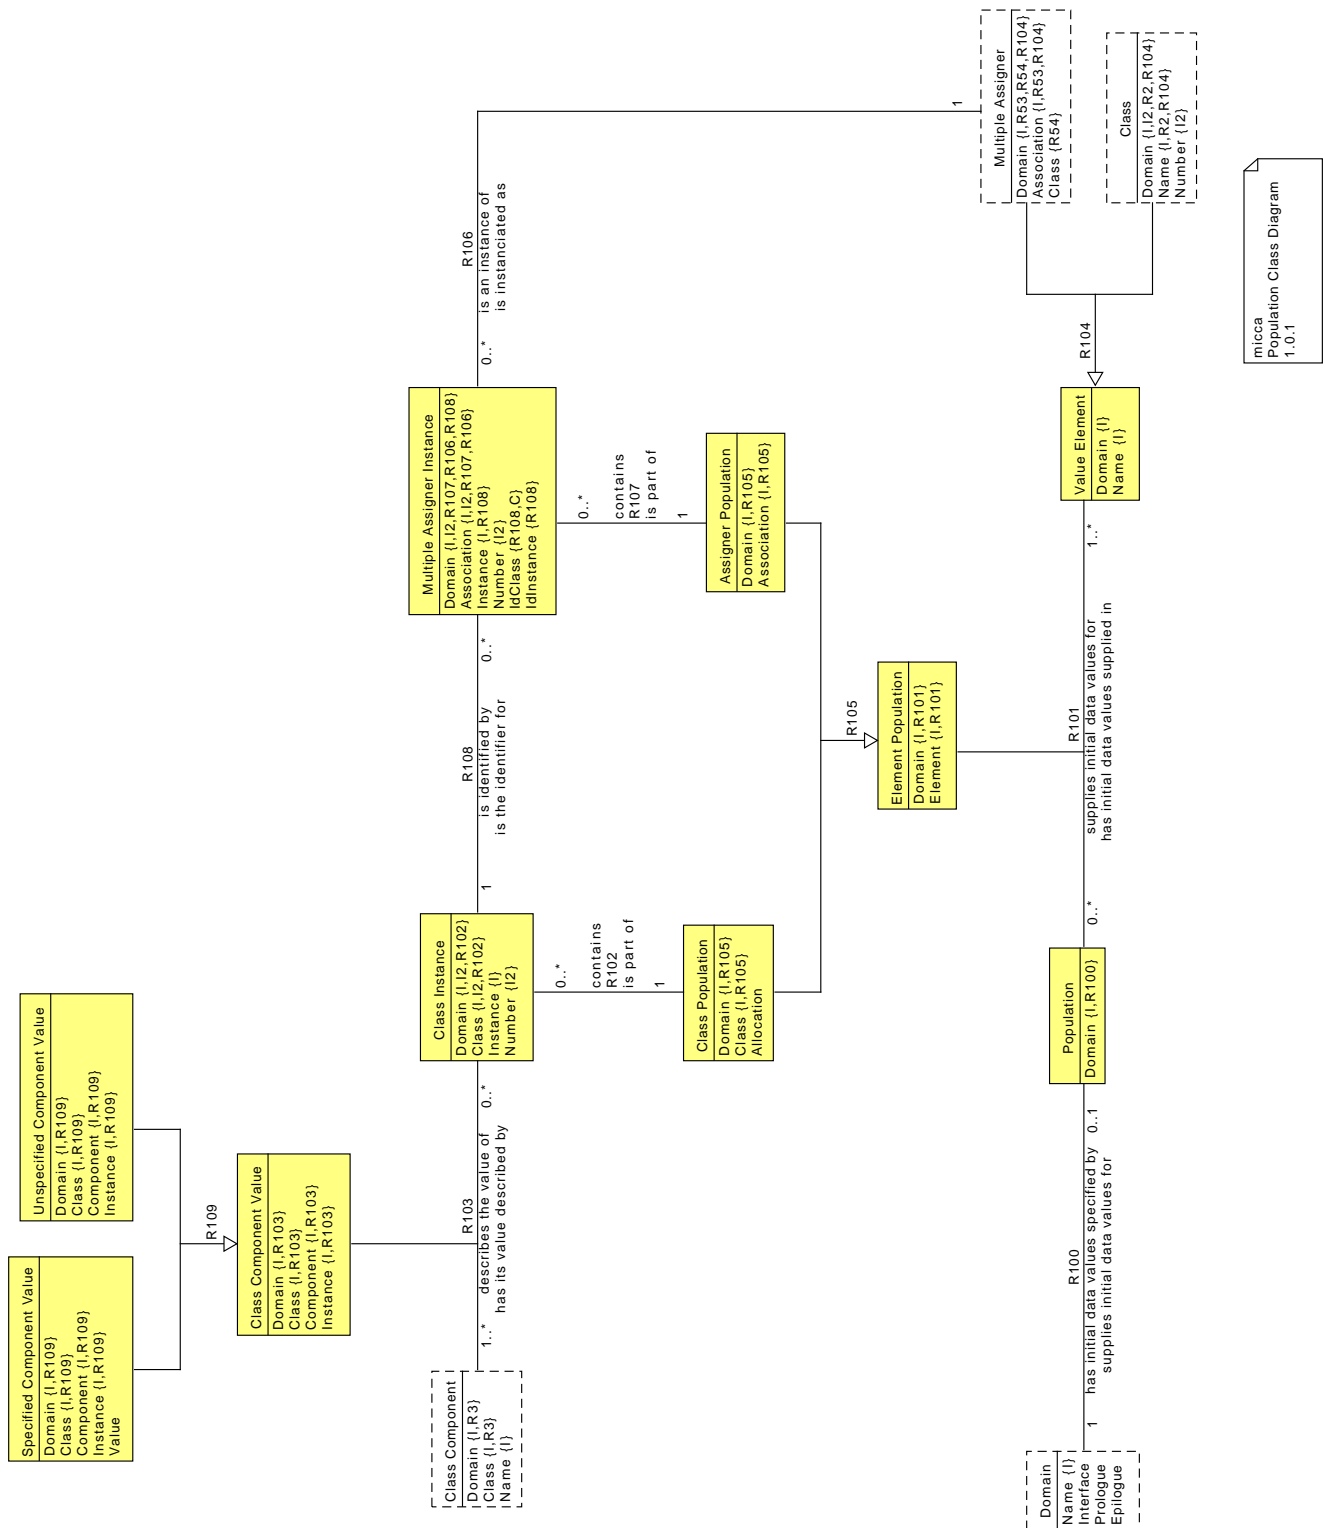 Specified Component Value
Domain {I,R109}
Class {I,R109}
Component {I,R109}
Instance {I,R109}
Value
Unspecified Component Value
Domain {I,R109}
Class {I,R109}
Component {I,R109}
Instance {I,R109}
R109
Class Component Value
Domain {I,R103}
Class {I,R103}
Component {I,R103}
Instance {I,R103}
Class Component
Domain {I,R3}
Class {I,R3}
Name {I}
1..*
R103
describes the value of
has its value described by
0..*
Class Instance
Domain {I,I2,R102}
Class {I,I2,R102}
Instance {I}
Number {I2}
1
R108
is identified by
is the identifier for
0..*
Multiple Assigner Instance
Domain {I,I2,R107,R106,R108}
Association {I,I2,R107,R106}
Instance {I,R108}
Number {I2}
IdClass {R108,C}
IdInstance {R108}
0..*
R106
is an instance of
is instanciated as
1
0..*
contains
R102
is part of
1
0..*
contains
R107
is part of
1
Class Population
Domain {I,R105}
Class {I,R105}
Allocation
Assigner Population
Domain {I,R105}
Association {I,R105}
R105
Element Population
Domain {I,R101}
Element {I,R101}
Domain
Name {I}
Interface
Prologue
Epilogue
1
R100
has initial data values specified by
supplies initial data values for
0..1
Population
Domain {I,R100}
0..*
R101
supplies initial data values for
has initial data values supplied in
1..*
Value Element
Domain {I}
Name {I}
R104
Multiple Assigner
Domain {I,R53,R54,R104}
Association {I,R53,R104}
Class {R54}
Class
Domain {I,I2,R2,R104}
Name {I,R2,R104}
Number {I2}
micca
Population Class Diagram
1.0.1